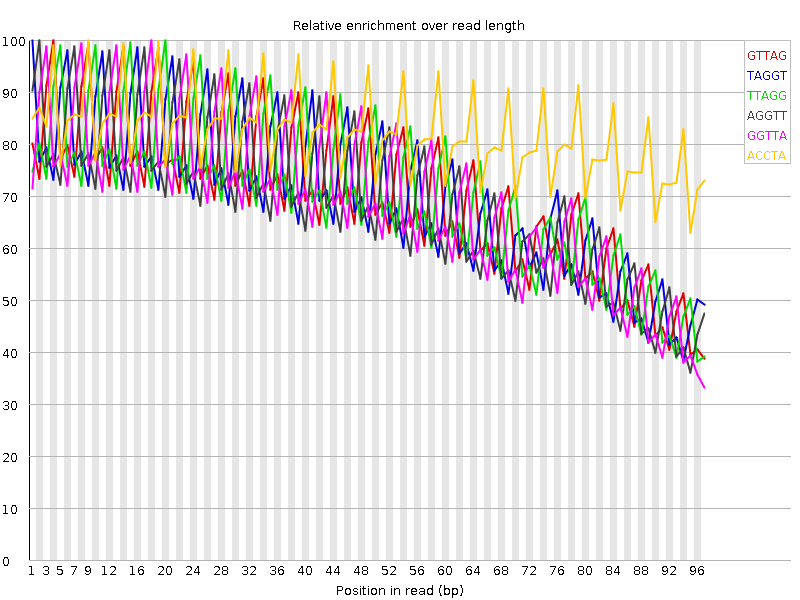 Relative enrichment over read length
100
90
80
70
60
50
40
30
20
10
0
GTTAG
TAGGT
TTAGG
AGGTT
GGTTA
ACCTA
1 3 5 7 9 12 16 20 24 28 32 36 40 44 48 52 56 60 64 68 72 76 80 84 88 92 96
Position in read (bp)